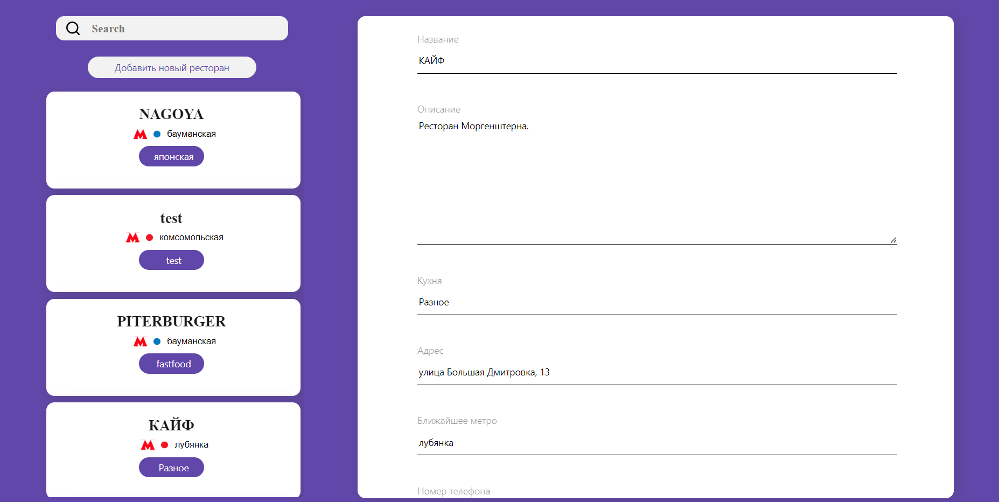 Search
Добавить новый ресторан
NAGOYA
бауманская
японская
test
комсомольская
test
PITERBURGER
бауманская
fastfood
КАЙФ
лубянка
Разное
Название
КАЙФ
Описание
Ресторан Моргенштерна.
Кухня
Разное
Адрес
улица Большая Дмитровка, 13
Ближайшее метро
лубянка
Номер телефона